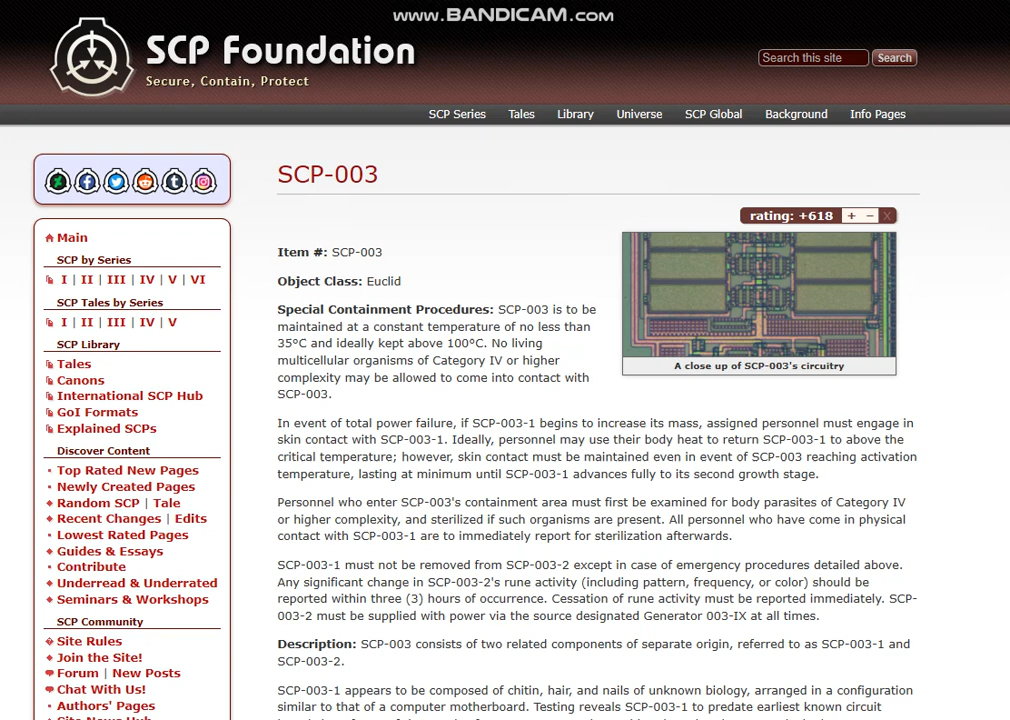 www.BANDICAM.com
SCP Foundation
Secure, Contain, Protect
Search this site
Search
SCP Series Tales Library Universe SCP Global Background Info Pages
Main
SCP by Series
I | II | III | IV | V | VI
SCP Tales by Series
I | II | III | IV | V
SCP Library
Tales
Canons
International SCP Hub
GoI Formats
Explained SCPs
Discover Content
Top Rated New Pages
Newly Created Pages
Random SCP | Tale
Recent Changes | Edits
Lowest Rated Pages
Guides & Essays
Contribute
Underread & Underrated
Seminars & Workshops
SCP Community
Site Rules
Join the Site!
Forum | New Posts
Chat With Us!
Authors' Pages
Site News Hub
SCP-003
rating: +618 + – X
A close up of SCP-003's circuitry
Item #: SCP-003
Object Class: Euclid
Special Containment Procedures: SCP-003 is to be
maintained at a constant temperature of no less than
35°C and ideally kept above 100°C. No living
multicellular organisms of Category IV or higher
complexity may be allowed to come into contact with
SCP-003.
In event of total power failure, if SCP-003-1 begins to increase its mass, assigned personnel must engage in
skin contact with SCP-003-1. Ideally, personnel may use their body heat to return SCP-003-1 to above the
critical temperature; however, skin contact must be maintained even in event of SCP-003 reaching activation
temperature, lasting at minimum until SCP-003-1 advances fully to its second growth stage.
Personnel who enter SCP-003's containment area must first be examined for body parasites of Category IV
or higher complexity, and sterilized if such organisms are present. All personnel who have come in physical
contact with SCP-003-1 are to immediately report for sterilization afterwards.
SCP-003-1 must not be removed from SCP-003-2 except in case of emergency procedures detailed above.
Any significant change in SCP-003-2's rune activity (including pattern, frequency, or color) should be
reported within three (3) hours of occurrence. Cessation of rune activity must be reported immediately. SCP-
003-2 must be supplied with power via the source designated Generator 003-IX at all times.
Description: SCP-003 consists of two related components of separate origin, referred to as SCP-003-1 and
SCP-003-2.
SCP-003-1 appears to be composed of chitin, hair, and nails of unknown biology, arranged in a configuration
similar to that of a computer motherboard. Testing reveals SCP-003-1 to predate earliest known circuit